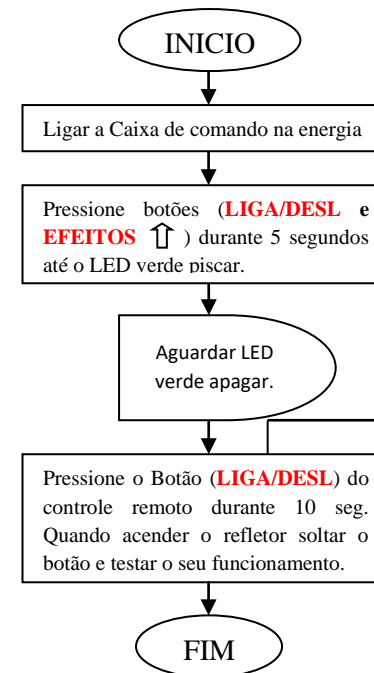 INICIO
Ligar a Caixa de comando na energia
Pressione botões (LIGA/DESL e
EFEITOS ⇧ ) durante 5 segundos
até o LED verde piscar.
Aguardar LED
verde apagar.
Pressione o Botão (LIGA/DESL) do
controle remoto durante 10 seg.
Quando acender o refletor soltar o
botão e testar o seu funcionamento.
FIM